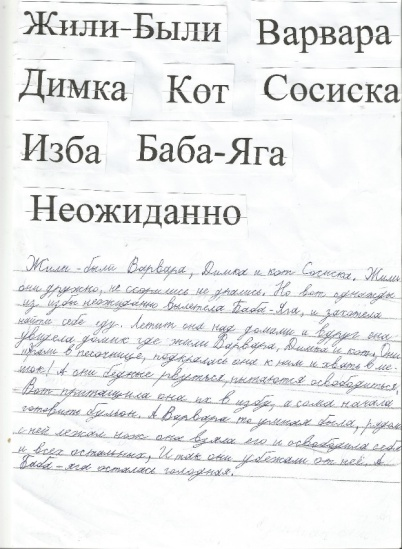 Жили-Были Варвара
Димка Кот Сосиска
Изба Баба-Яга
Неожиданно
Жили-были Варвара, Димка и кот Сосиска. Жили
они дружно, не ссорились не дрались. Но вот однажды
из избы неожиданно вылетела Баба-Яга, и захотела
найти себе еду. Летит она над домами и вдруг она
увидела домик где жили Варвара, Димка и кот. Они
играли в песочнице, подкралась она к ним и хвать в ме-
шок! А они бедные рвуться, пытаются освободиться.
Вот притащила она их в избу, а сама начала
готовить бульон. А Варвара то умная была, рядом
с ней лежал нож она взяла его и освободила себя
и всех остальных. И так они убежали от неё. А
Баба-яга осталась голодная.